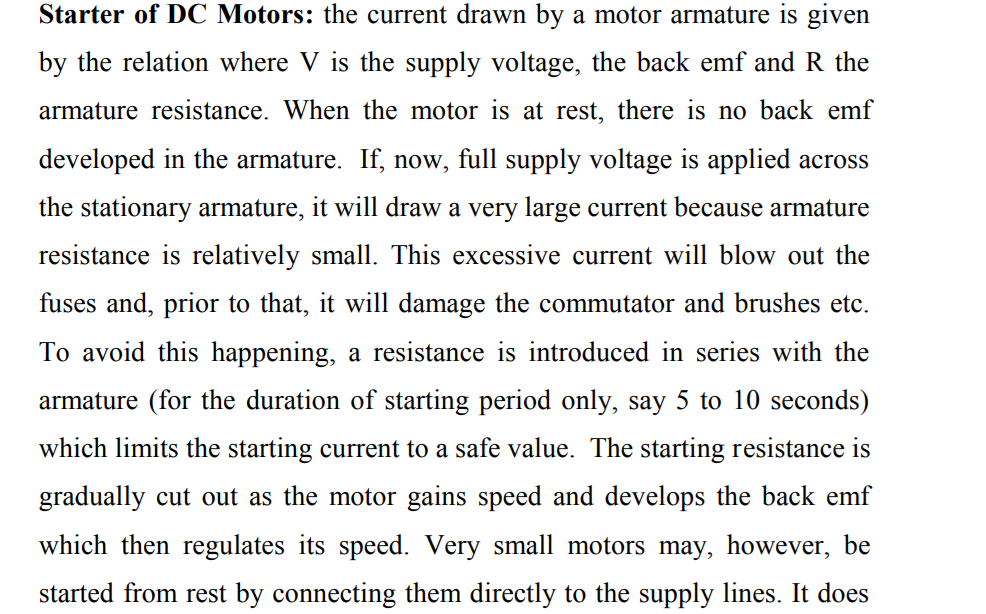 Starter of DC Motors: the current drawn by a motor armature is given
by the relation where V is the supply voltage, the back emf and R the
armature resistance. When the motor is at rest, there is no back emf
developed in the armature. If, now, full supply voltage is applied across
the stationary armature, it will draw a very large current because armature
resistance is relatively small. This excessive current will blow out the
fuses and, prior to that, it will damage the commutator and brushes etc.
To avoid this happening, a resistance is introduced in series with the
armature (for the duration of starting period only, say 5 to 10 seconds)
which limits the starting current to a safe value. The starting resistance is
gradually cut out as the motor gains speed and develops the back emf
which then regulates its speed. Very small motors may, however, be
started from rest by connecting them directly to the supply lines. It does